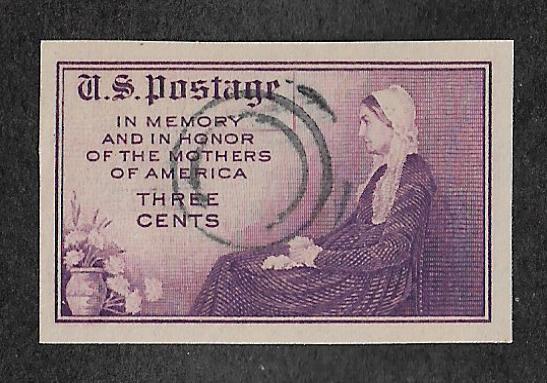 U.S. Postage
IN MEMORY
AND IN HONOR
OF THE MOTHERS
OF AMERICA
THREE
CENTS